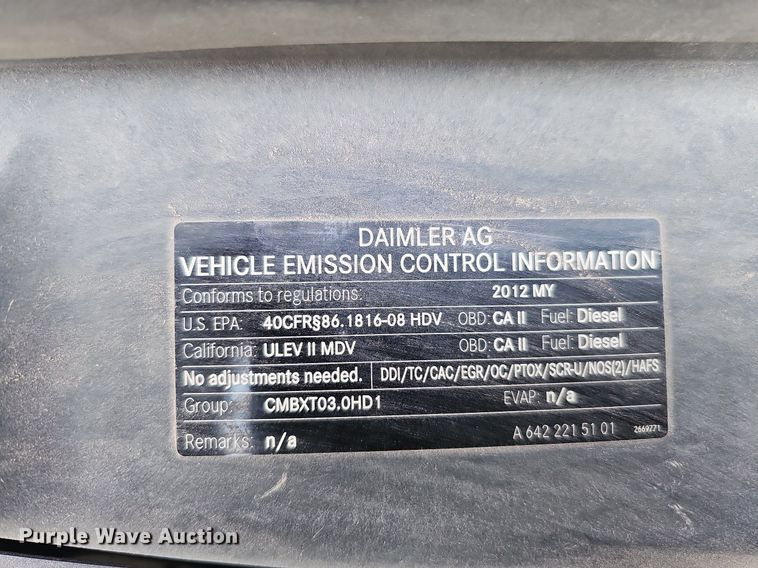 DAIMLER AG
VEHICLE EMISSION CONTROL INFORMATION
Conforms to regulations: 2012 MY
U.S. EPA: 40CFR§86.1816-08 HDV OBD: CA II Fuel: Diesel
California: ULEV II MDV OBD: CA II Fuel: Diesel
No adjustments needed. DDI/TC/CAC/EGR/OC/PTOX/SCR-U/NOS(2)/HAFS
Group: CMBXT03.0HD1 EVAP: n/a
Remarks: n/a A 642 221 51 01 2669771
Purple Wave Auction